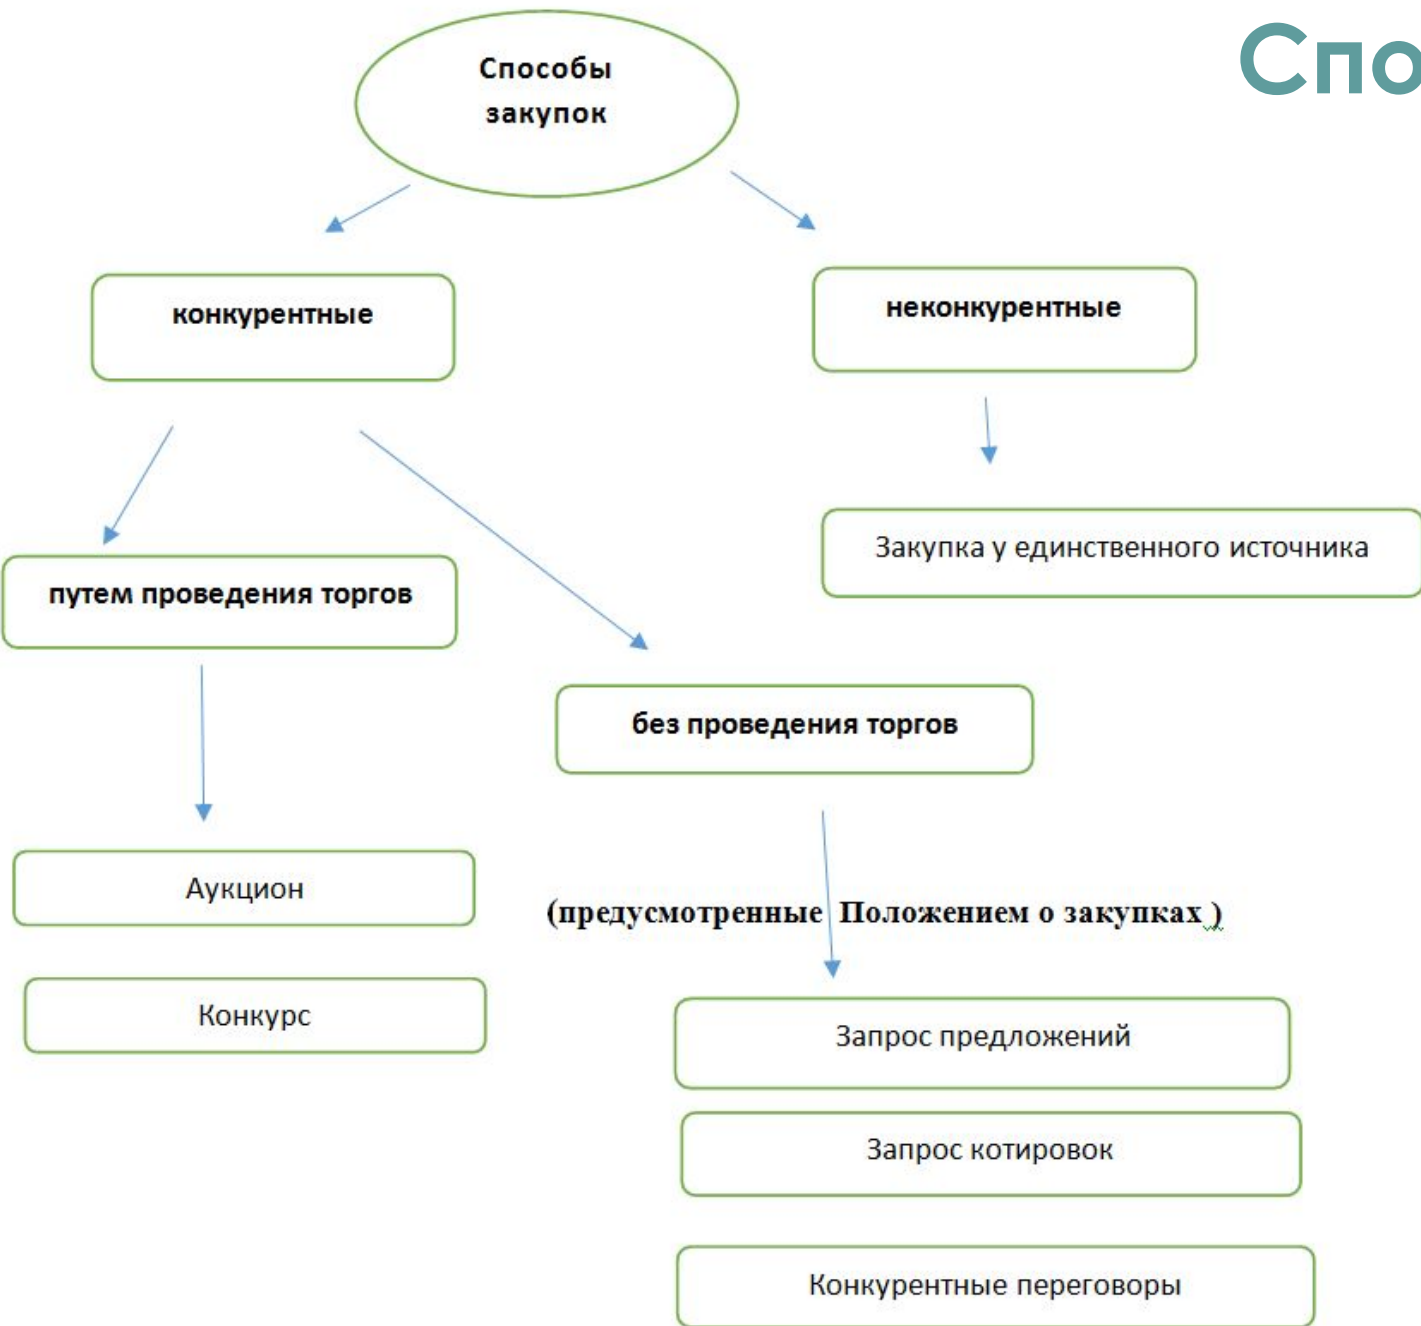 Спо
Способы
закупок
конкурентные
неконкурентные
Закупка у единственного источника
путем проведения торгов
без проведения торгов
Аукцион
(предусмотренные Положением о закупках )
Конкурс
Запрос предложений
Запрос котировок
Конкурентные переговоры